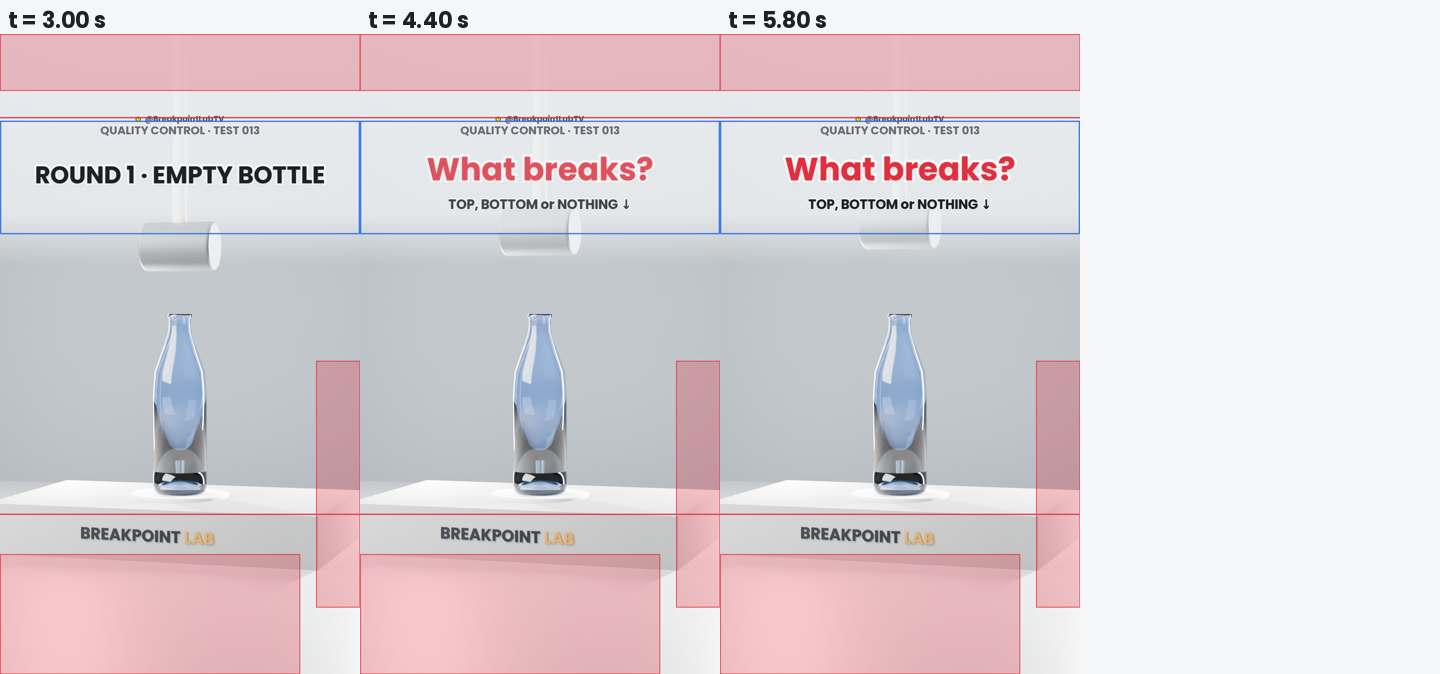 t = 3.00 s
@BreakpointLabTV
QUALITY CONTROL · TEST 013
ROUND 1 · EMPTY BOTTLE
BREAKPOINT LAB
t = 4.40 s
@BreakpointLabTV
QUALITY CONTROL · TEST 013
What breaks?
TOP, BOTTOM or NOTHING ↓
BREAKPOINT LAB
t = 5.80 s
@BreakpointLabTV
QUALITY CONTROL · TEST 013
What breaks?
TOP, BOTTOM or NOTHING ↓
BREAKPOINT LAB